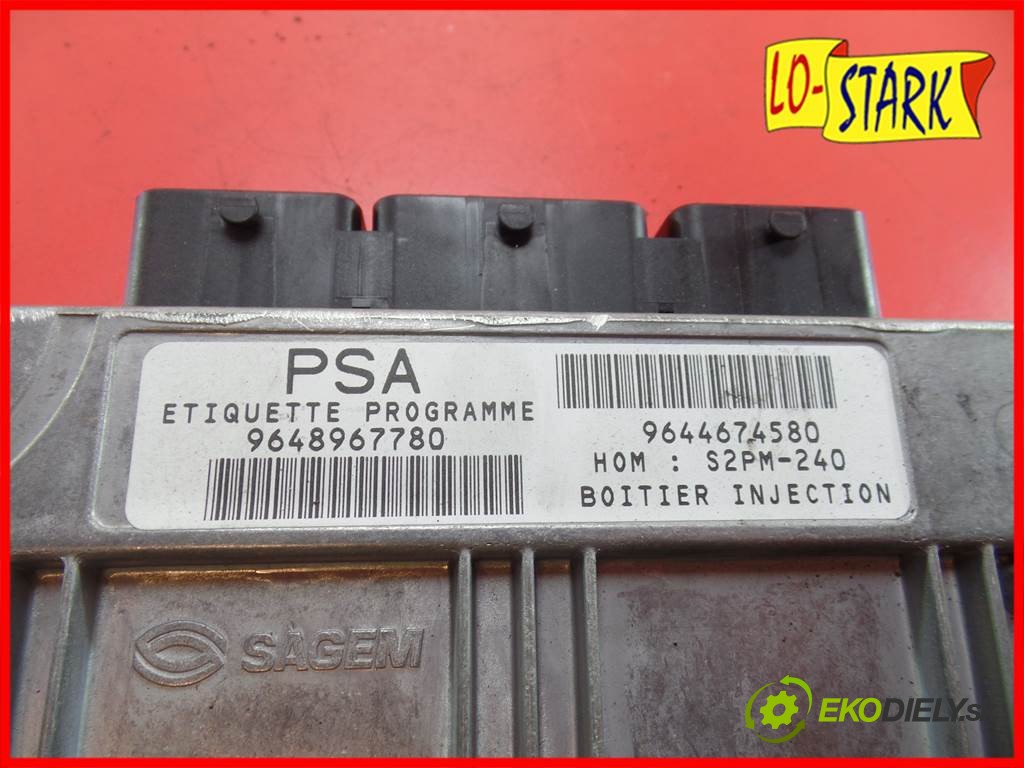 LO-STARK
PSA
ETIQUETTE PROGRAMME
9648967780
9644674580
HOM : S2PM-240
BOITIER INJECTION
SAGEM
EKODIELY.s